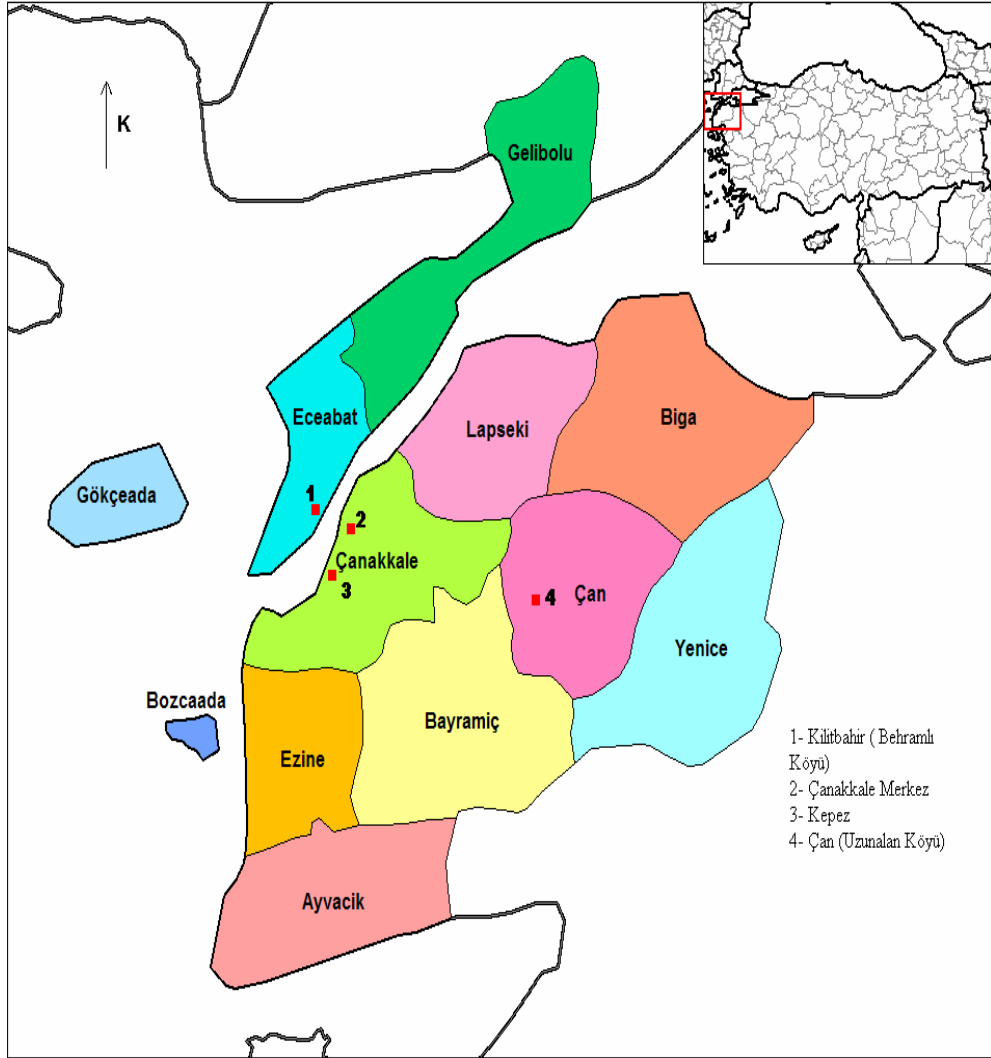 K
Gelibolu
Eceabat
Lapseki
Biga
Gökçeada
1
2
Çanakkale
3
4
Çan
Yenice
Bozcaada
Bayramiç
Ezine
Ayvacik
1- Kilitbahir ( Behramlı
Köyü)
2- Çanakkale Merkez
3- Kepez
4- Çan (Uzunalan Köyü)